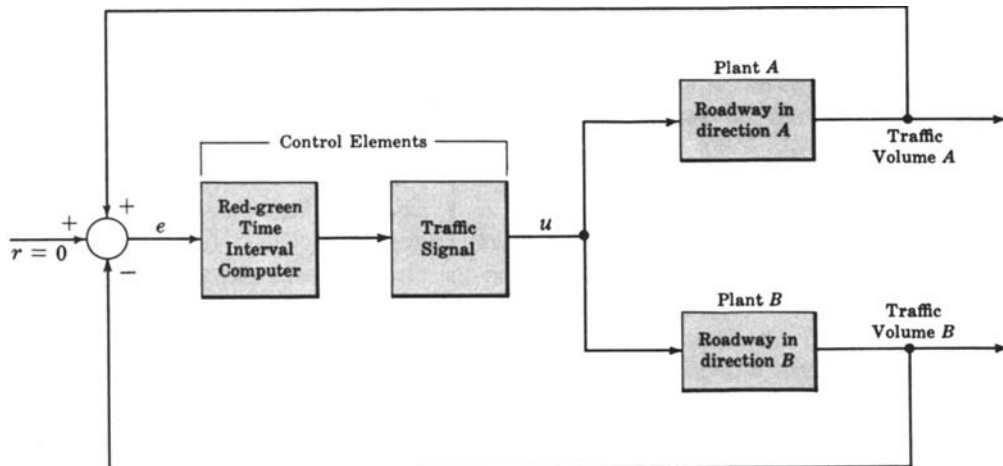 Plant A
Roadway in
direction A
Traffic
Volume A
Control Elements
Red-green
Time
Interval
Computer
Traffic
Signal
+
+
e
u
r = 0
−
Plant B
Roadway in
direction B
Traffic
Volume B